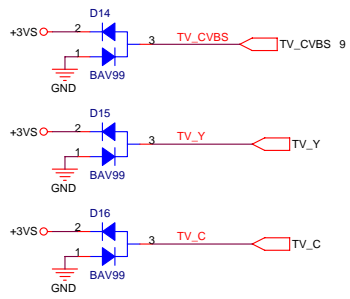 D14
+3VS 2
3 TV_CVBS TV_CVBS 9
1
GND BAV99
D15
+3VS 2
3 TV_Y TV_Y
1
GND BAV99
D16
+3VS 2
3 TV_C TV_C
1
GND BAV99